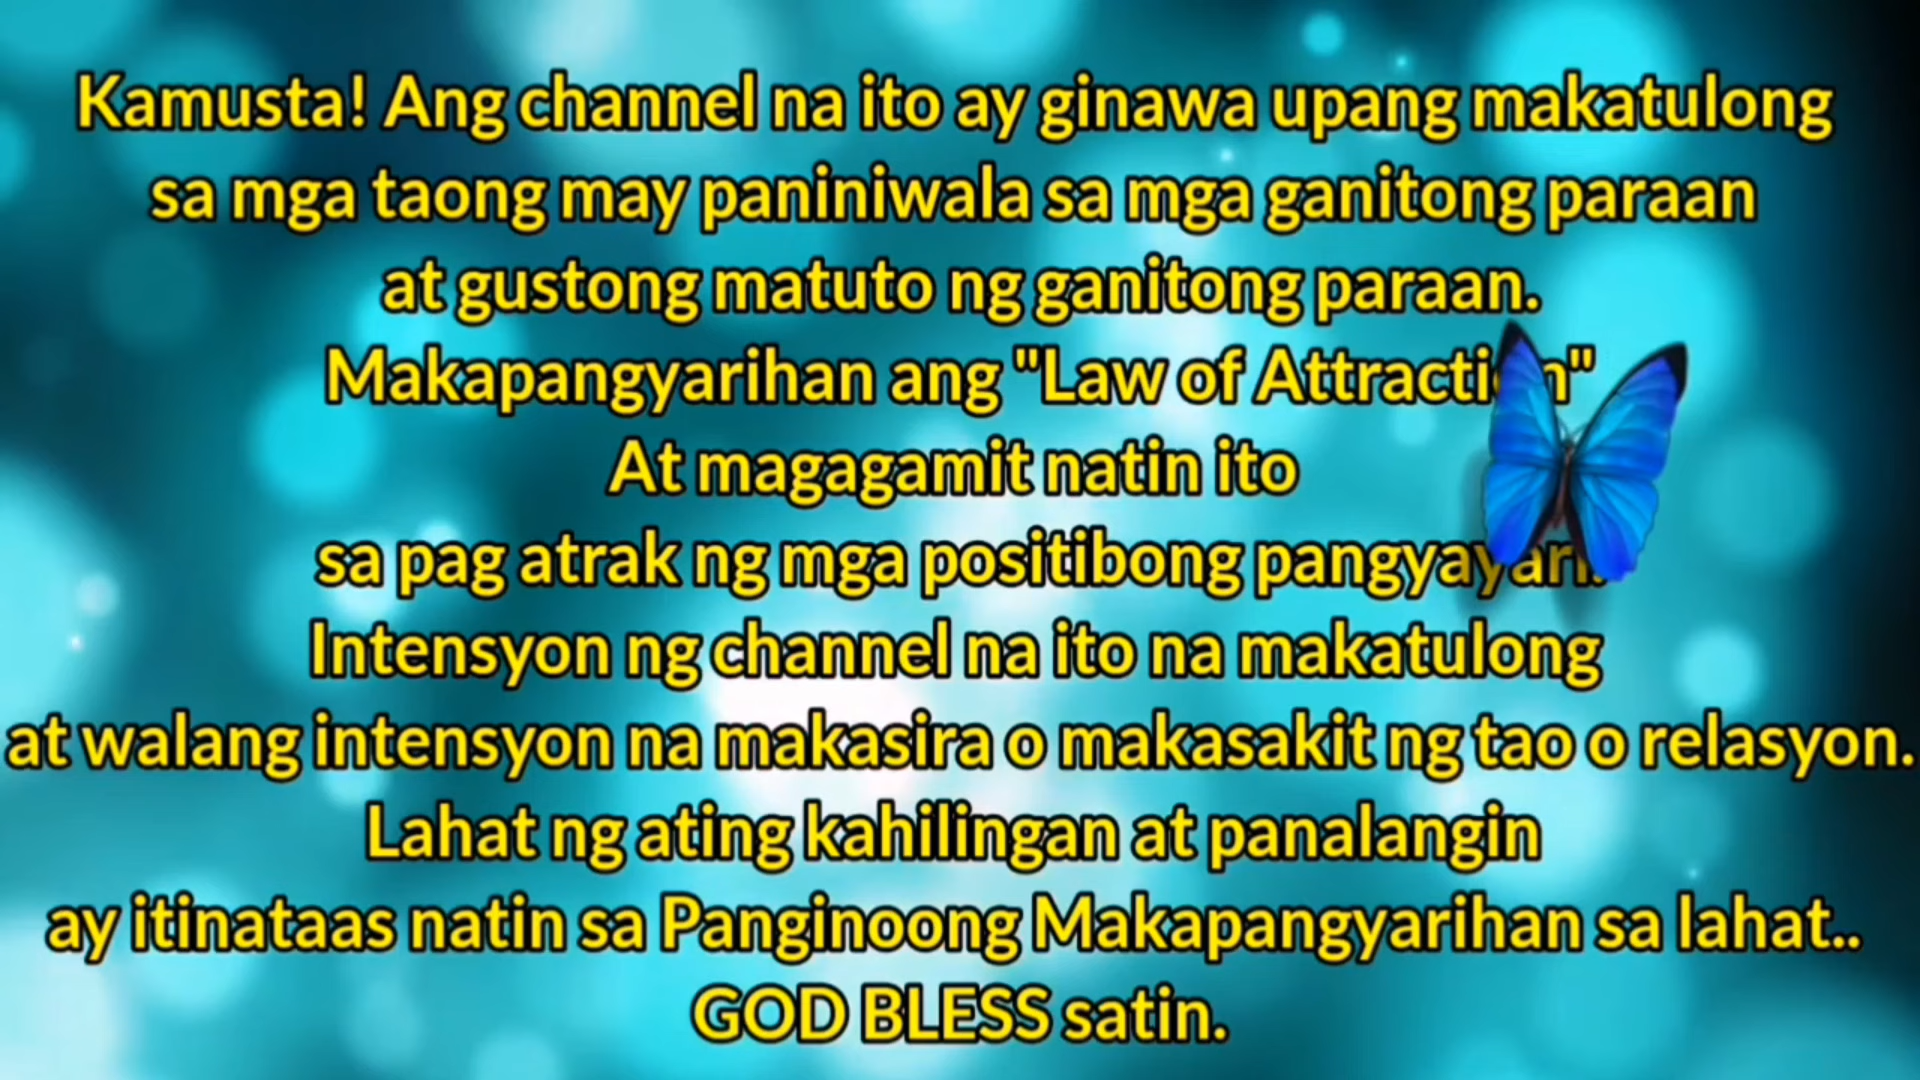 Kamusta! Ang channel na ito ay ginawa upang makatulong
sa mga taong may paniniwala sa mga ganitong paraan
at gustong matuto ng ganitong paraan.
Makapangyarihan ang "Law of Attraction"
At magagamit natin ito
sa pag atrak ng mga positibong pangyayari.
Intensyon ng channel na ito na makatulong
at walang intensyon na makasira o makasakit ng tao o relasyon.
Lahat ng ating kahilingan at panalangin
ay itinataas natin sa Panginoong Makapangyarihan sa lahat..
GOD BLESS satin.